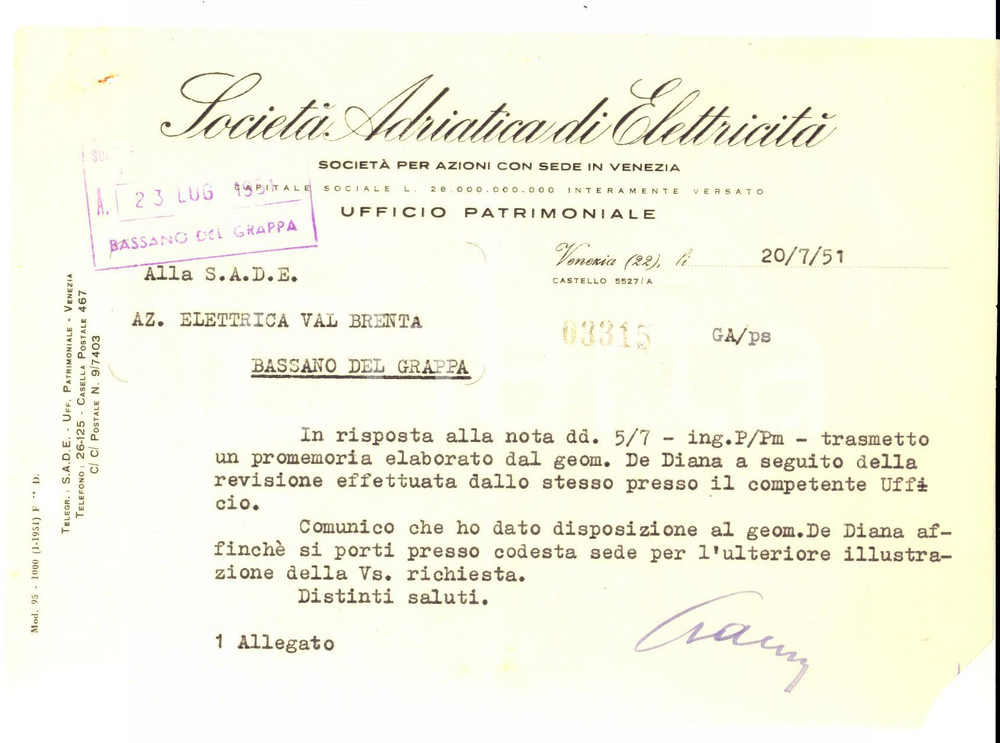 Società Adriatica di Elettricità
SOCIETÀ PER AZIONI CON SEDE IN VENEZIA
CAPITALE SOCIALE L. 28.000.000.000 INTERAMENTE VERSATO
UFFICIO PATRIMONIALE
A. 23 LUG 1951
BASSANO DEL GRAPPA
Venezia (22), li 20/7/51
CASTELLO 5527/A
Alla S.A.D.E.
AZ. ELETTRICA VAL BRENTA
03315 GA/ps
BASSANO DEL GRAPPA
In risposta alla nota dd. 5/7 - ing.P/Pm - trasmetto
un promemoria elaborato dal geom. De Diana a seguito della
revisione effettuata dallo stesso presso il competente Uffi
cio.
Comunico che ho dato disposizione al geom.De Diana af-
finchè si porti presso codesta sede per l'ulteriore illustra-
zione della Vs. richiesta.
Distinti saluti.
1 Allegato
TELEGR.: S.A.D.E. - UFF. PATRIMONIALE - VENEZIA
TELEFONO: 26-125 - CASELLA POSTALE 467
C/C/ POSTALE N. 9/7403
Mod. 95 - 1000 (1-1951) F " D.